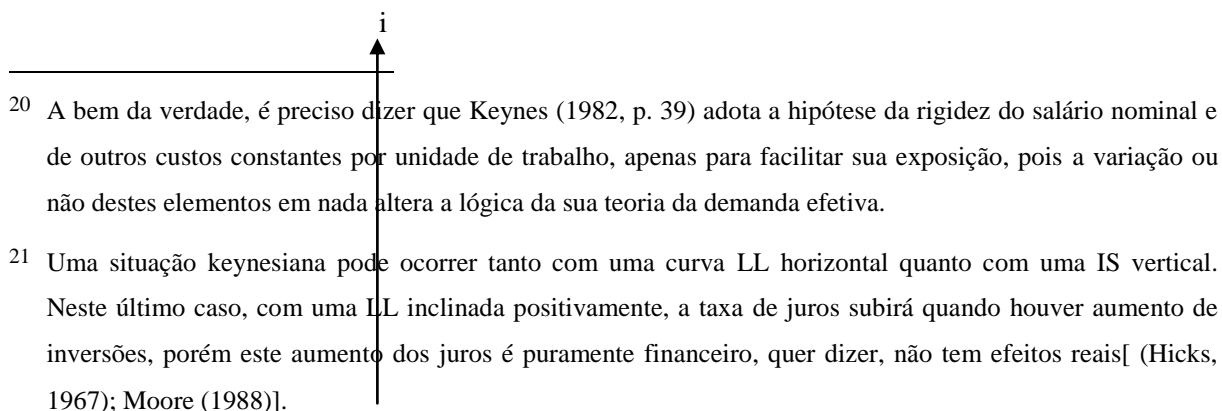 i
20 A bem da verdade, é preciso dizer que Keynes (1982, p. 39) adota a hipótese da rigidez do salário nominal e
de outros custos constantes por unidade de trabalho, apenas para facilitar sua exposição, pois a variação ou
não destes elementos em nada altera a lógica da sua teoria da demanda efetiva.
21 Uma situação keynesiana pode ocorrer tanto com uma curva LL horizontal quanto com uma IS vertical.
Neste último caso, com uma LL inclinada positivamente, a taxa de juros subirá quando houver aumento de
inversões, porém este aumento dos juros é puramente financeiro, quer dizer, não tem efeitos reais[ (Hicks,
1967); Moore (1988)].